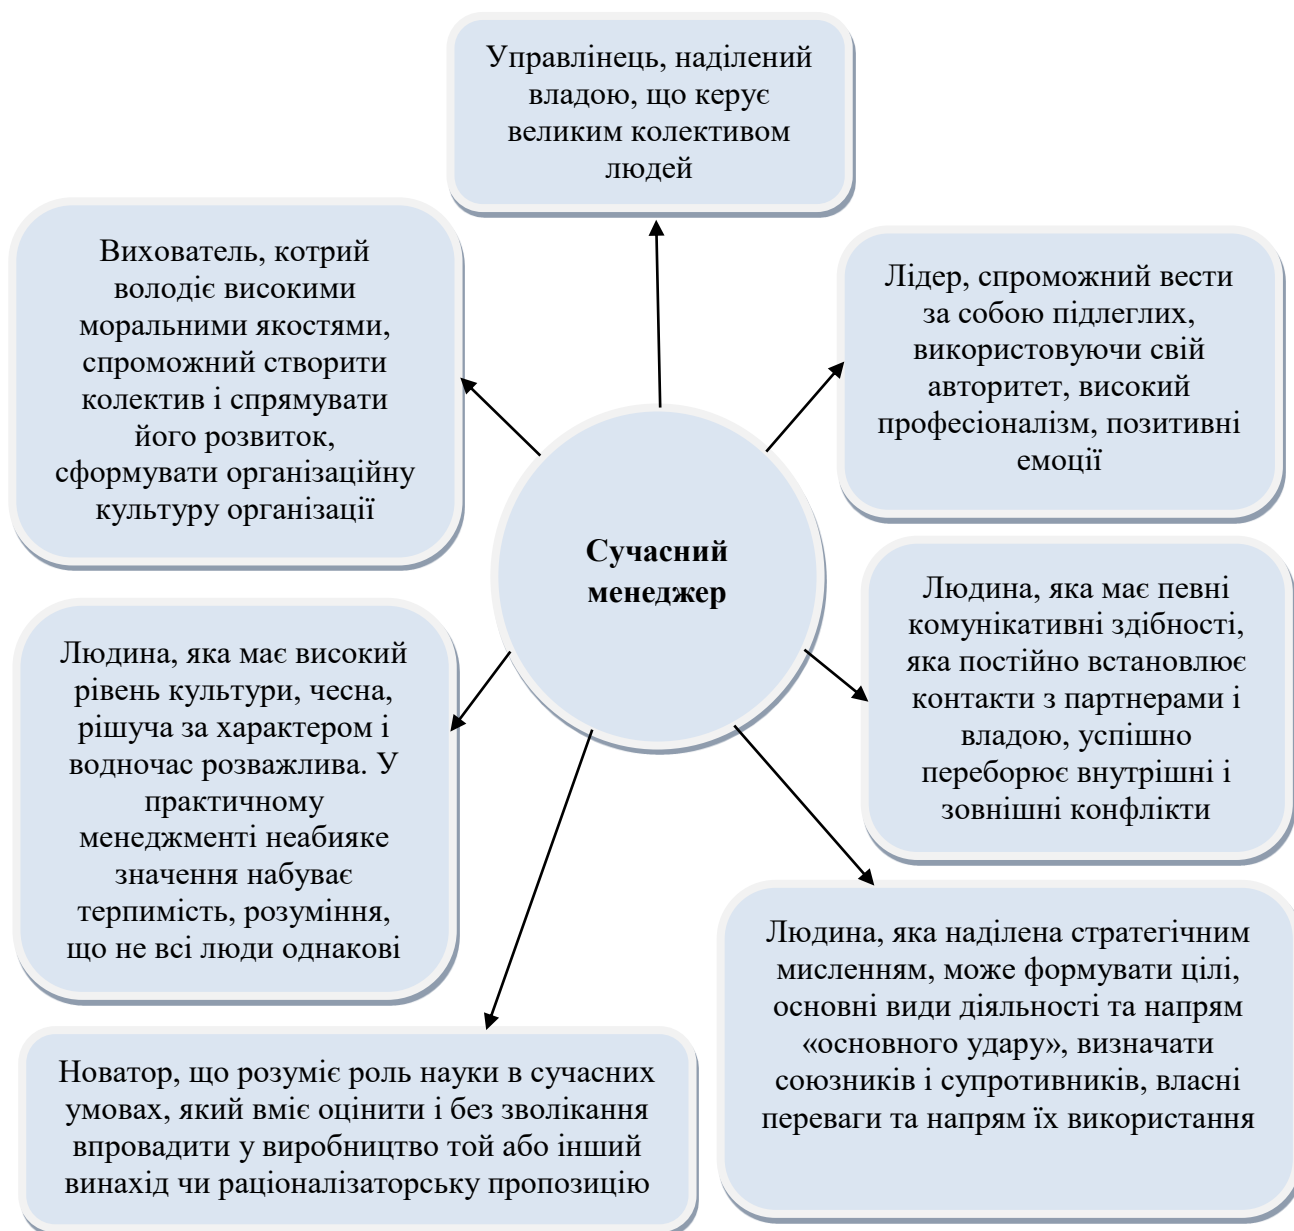 Управлінець, наділений
владою, що керує
великим колективом
людей
Вихователь, котрий
володіє високими
моральними якостями,
спроможний створити
колектив і спрямувати
його розвиток,
сформувати організаційну
культуру організації
Лідер, спроможний вести
за собою підлеглих,
використовуючи свій
авторитет, високий
професіоналізм, позитивні
емоції
Сучасний
менеджер
Людина, яка має певні
комунікативні здібності,
яка постійно встановлює
контакти з партнерами і
владою, успішно
переборює внутрішні і
зовнішні конфлікти
Людина, яка має високий
рівень культури, чесна,
рішуча за характером і
водночас розважлива. У
практичному
менеджменті неабияке
значення набуває
терпимість, розуміння,
що не всі люди однакові
Людина, яка наділена стратегічним
мисленням, може формувати цілі,
основні види діяльності та напрям
«основного удару», визначати
союзників і супротивників, власні
переваги та напрям їх використання
Новатор, що розуміє роль науки в сучасних
умовах, який вміє оцінити і без зволікання
впровадити у виробництво той або інший
винахід чи раціоналізаторську пропозицію